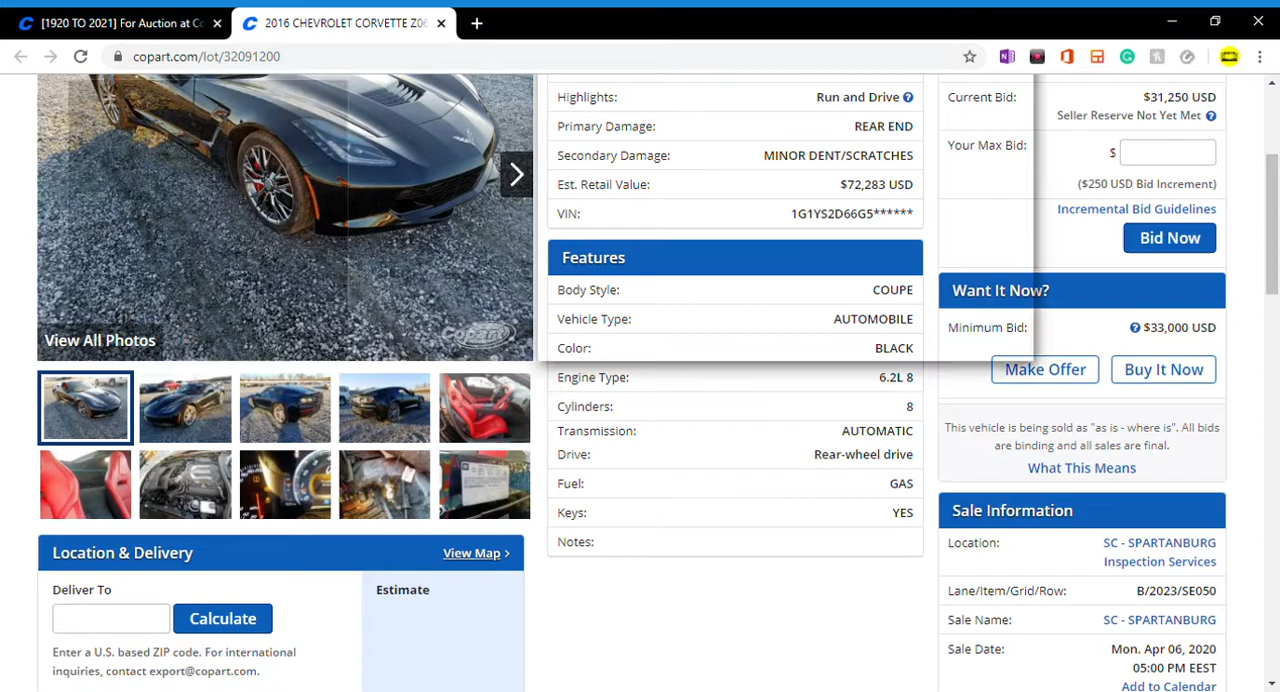 [1920 TO 2021] For Auction at Co
2016 CHEVROLET CORVETTE Z06
copart.com/lot/32091200
Highlights: Run and Drive
Primary Damage: REAR END
Secondary Damage: MINOR DENT/SCRATCHES
Est. Retail Value: $72,283 USD
VIN: 1G1YS2D66G5******
Features
Body Style: COUPE
Vehicle Type: AUTOMOBILE
Color: BLACK
Engine Type: 6.2L 8
Cylinders: 8
Transmission: AUTOMATIC
Drive: Rear-wheel drive
Fuel: GAS
Keys: YES
Notes:
Current Bid: $31,250 USD
Seller Reserve Not Yet Met
Your Max Bid: $
($250 USD Bid Increment)
Incremental Bid Guidelines
Bid Now
Want It Now?
Minimum Bid: $33,000 USD
Make Offer Buy It Now
This vehicle is being sold as "as is - where is". All bids
are binding and all sales are final.
What This Means
Sale Information
Location: SC - SPARTANBURG
Inspection Services
Lane/Item/Grid/Row: B/2023/SE050
Sale Name: SC - SPARTANBURG
Sale Date: Mon. Apr 06, 2020
05:00 PM EEST
Add to Calendar
copart
View All Photos
Location & Delivery View Map >
Deliver To
Calculate
Estimate
Enter a U.S. based ZIP code. For international
inquiries, contact export@copart.com.